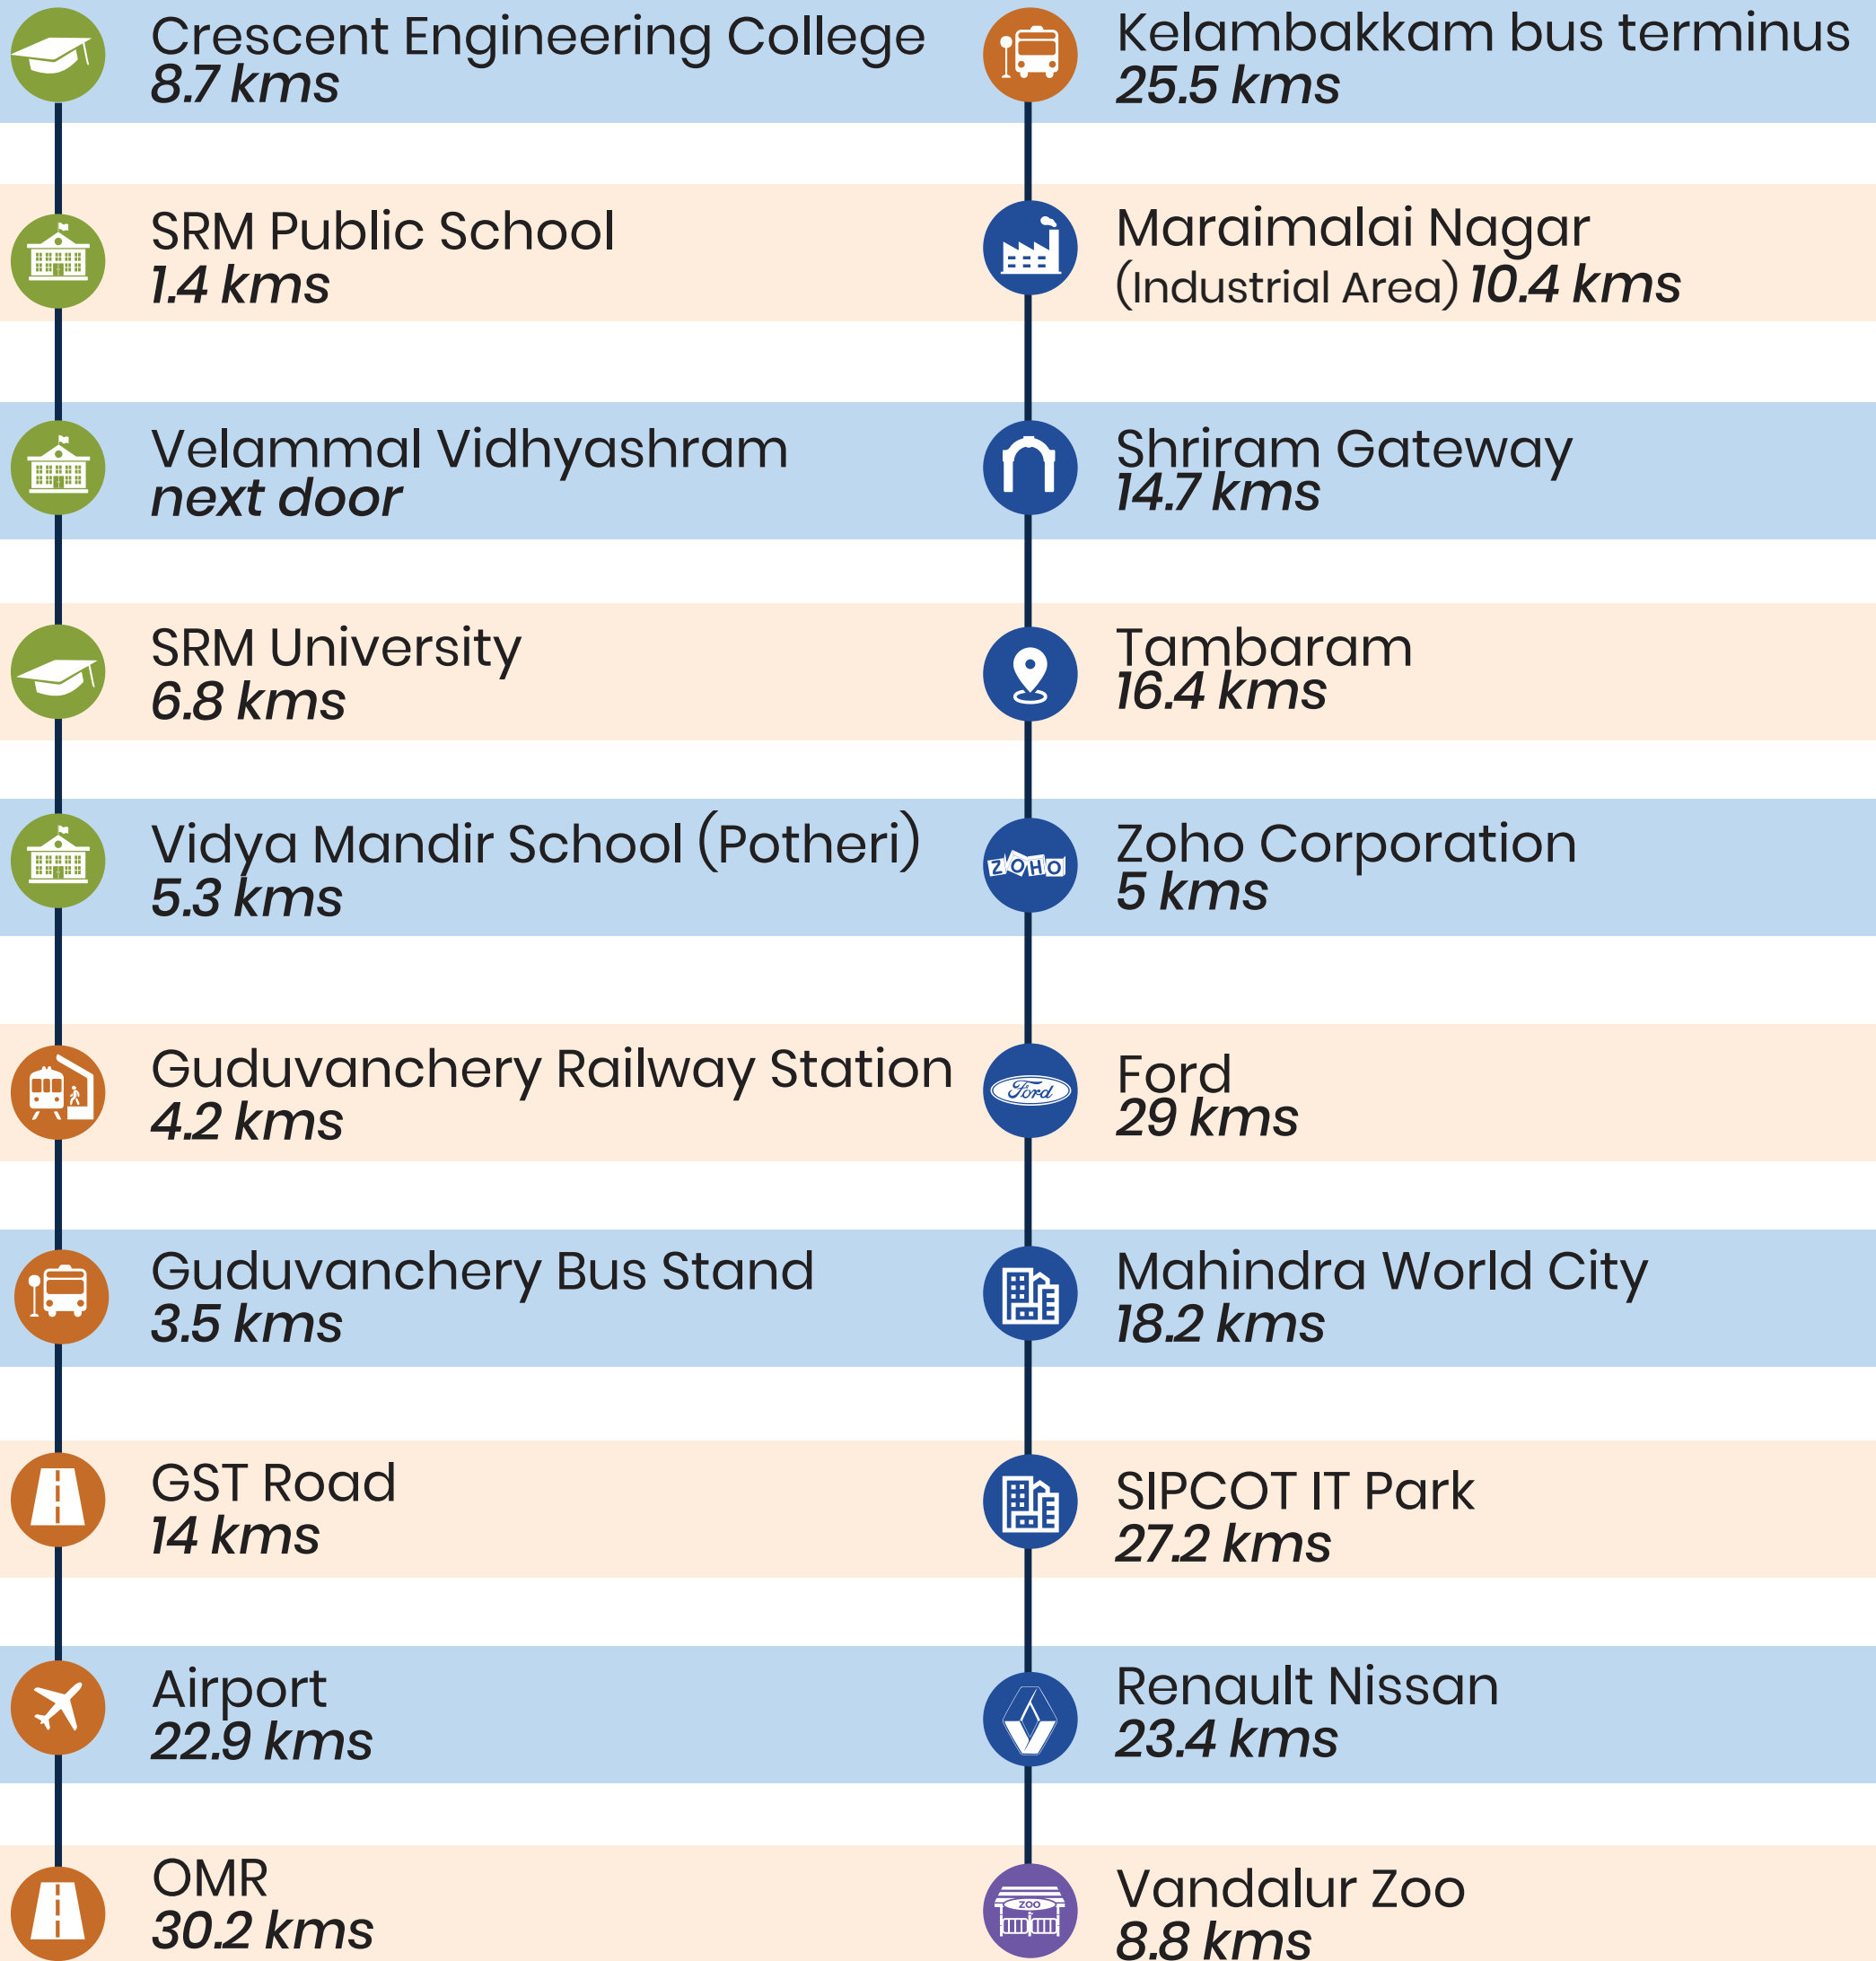 Crescent Engineering College
8.7 kms
SRM Public School
1.4 kms
Velammal Vidhyashram
next door
SRM University
6.8 kms
Vidya Mandir School (Potheri)
5.3 kms
Guduvanchery Railway Station
4.2 kms
Guduvanchery Bus Stand
3.5 kms
GST Road
14 kms
Airport
22.9 kms
OMR
30.2 kms
Kelambakkam bus terminus
25.5 kms
Maraimalai Nagar
(Industrial Area) 10.4 kms
Shriram Gateway
14.7 kms
Tambaram
16.4 kms
ZOHO
Zoho Corporation
5 kms
Ford
Ford
29 kms
Mahindra World City
18.2 kms
SIPCOT IT Park
27.2 kms
Renault Nissan
23.4 kms
ZOO
Vandalur Zoo
8.8 kms